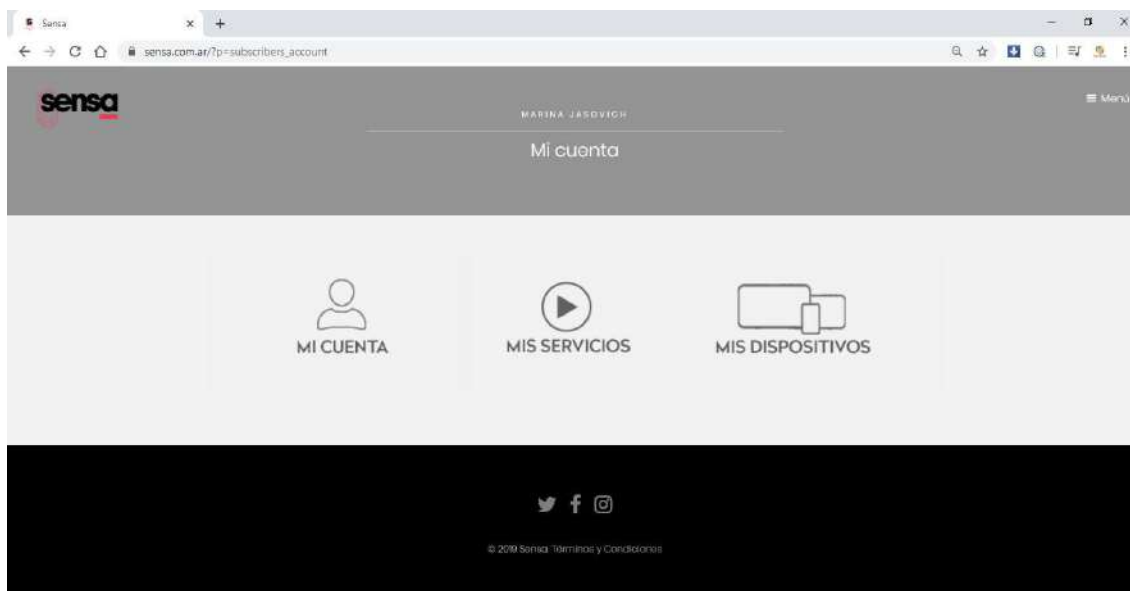 Sensa
sensa.com.ar/?p=subscribers_account
sensa
Menú
MARINA JASOVICH
Mi cuenta
MI CUENTA
MIS SERVICIOS
MIS DISPOSITIVOS
© 2019 Sensa Términos y Condiciones